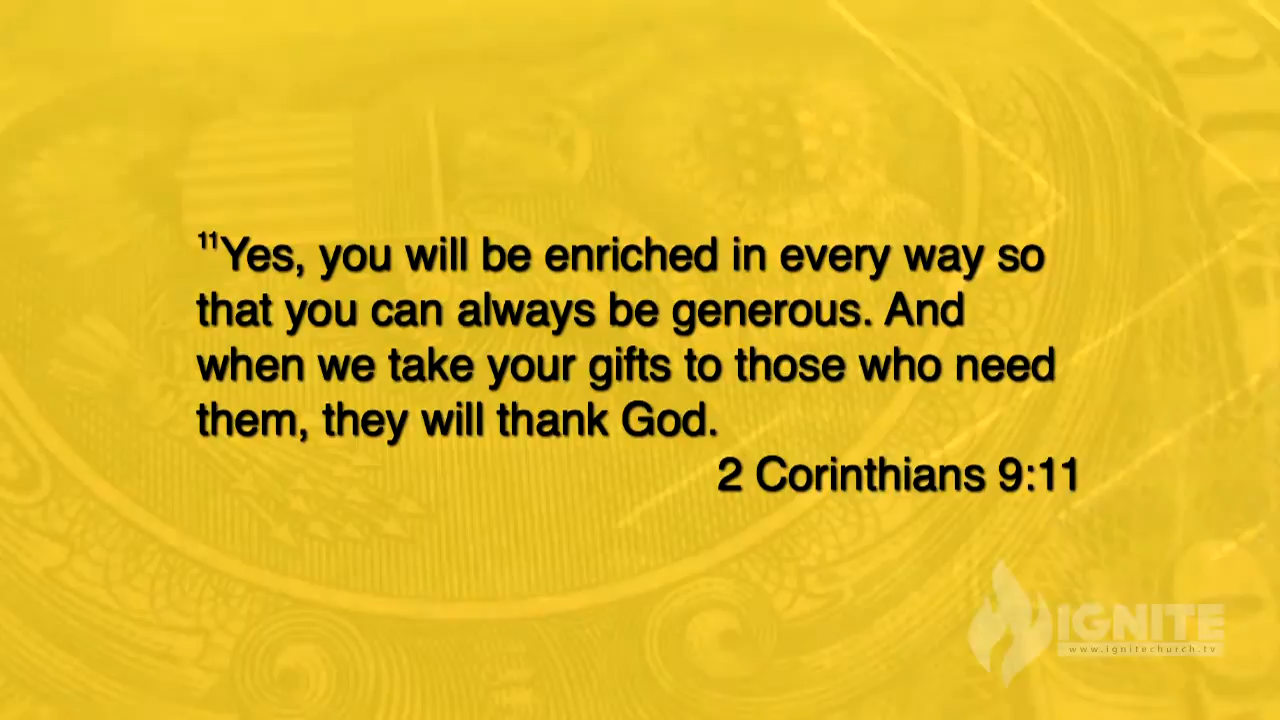 ¹¹Yes, you will be enriched in every way so
that you can always be generous. And
when we take your gifts to those who need
them, they will thank God.
2 Corinthians 9:11
IGNITE
www.ignitechurch.tv